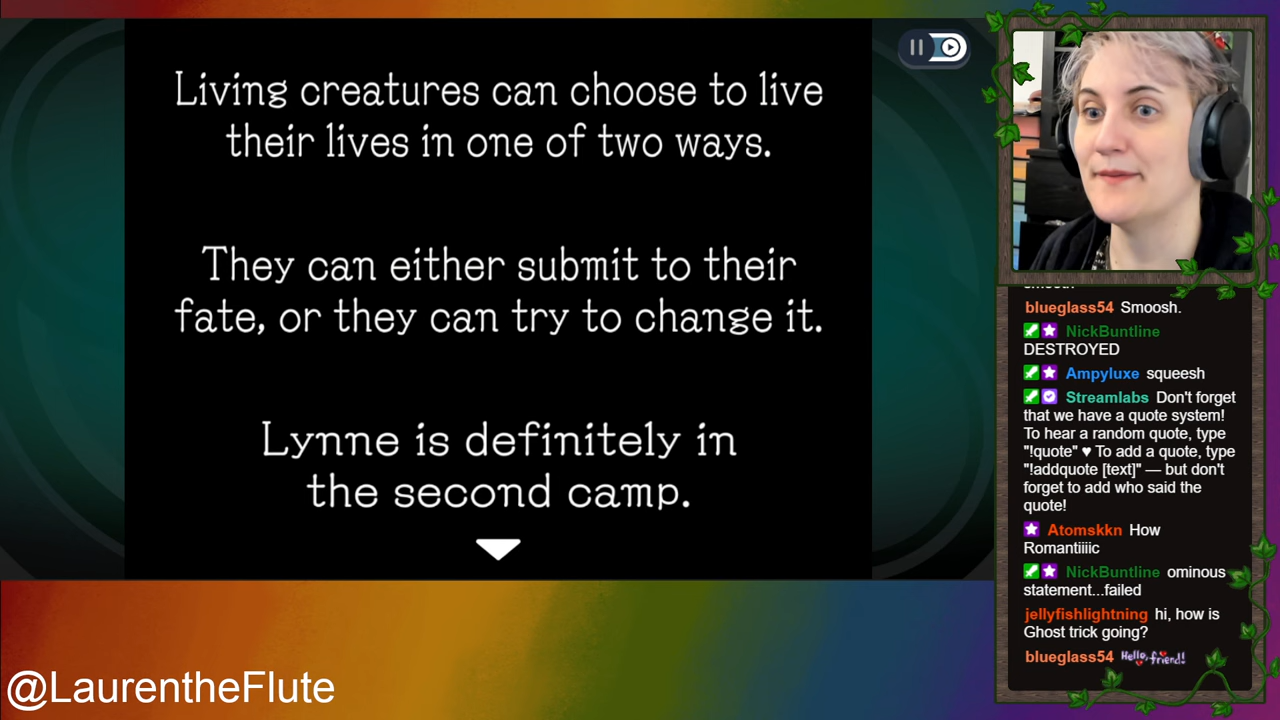 Living creatures can choose to live
their lives in one of two ways.
They can either submit to their
fate, or they can try to change it.
Lynne is definitely in
the second camp.
blueglass54 Smoosh.
NickBuntline
DESTROYED
Ampyluxe squeesh
Streamlabs Don't forget
that we have a quote system!
To hear a random quote, type
"!quote" ♥ To add a quote, type
"!addquote [text]" — but don't
forget to add who said the
quote!
Atomskkn How
Romantiiiic
NickBuntline ominous
statement...failed
jellyfishlightning hi, how is
Ghost trick going?
blueglass54 Hello, friend!
@LaurentheFlute